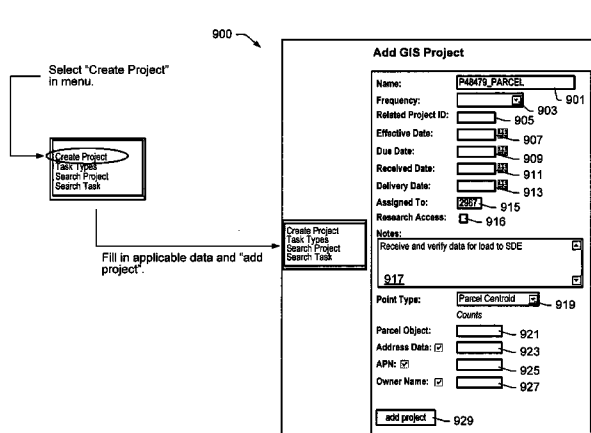 900
Add GIS Project
Select "Create Project"
in menu.
Create Project
Task Types
Search Project
Search Task
Fill in applicable data and "add
project".
Create Project
Task Types
Search Project
Search Task
Name: P48479_PARCEL 901
Frequency: 903
Related Project ID: 905
Effective Date: 907
Due Date: 909
Received Date: 911
Delivery Date: 913
Assigned To: 2967 915
Research Access: 916
Notes:
Receive and verify data for load to SDE
917
Point Type: Parcel Centroid 919
Counts
Parcel Object: 921
Address Data: 923
APN: 925
Owner Name: 927
add project 929